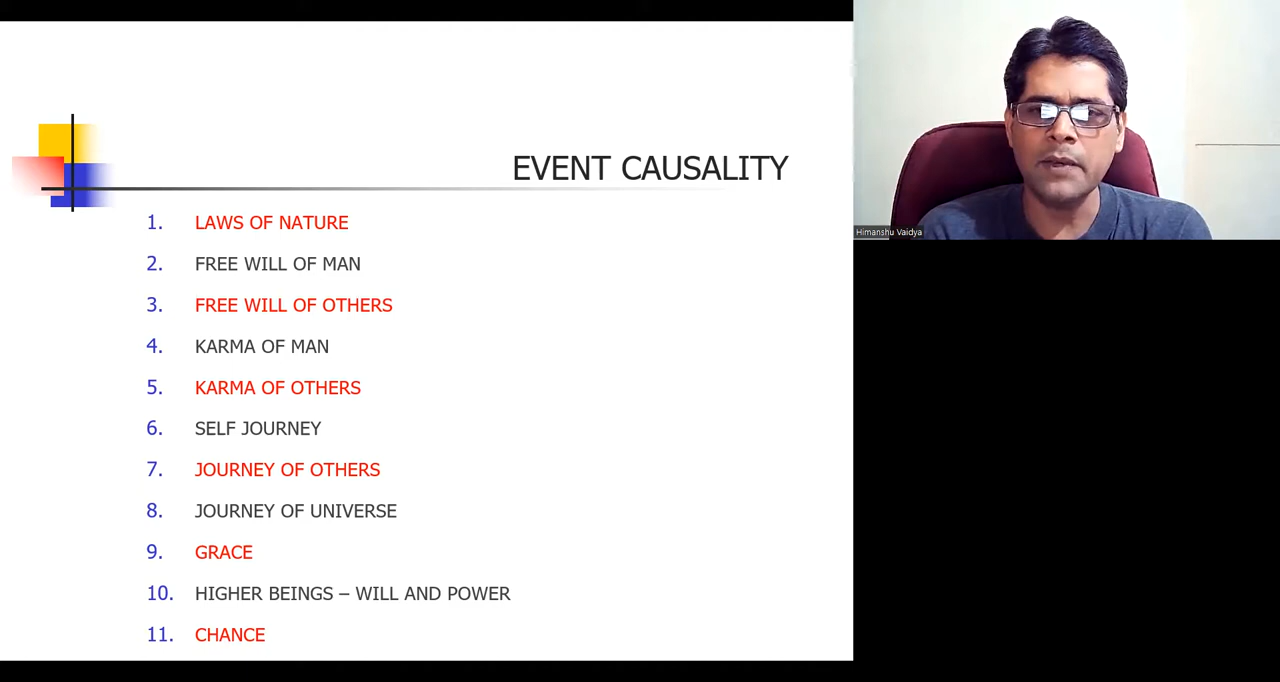 EVENT CAUSALITY
1. LAWS OF NATURE
2. FREE WILL OF MAN
3. FREE WILL OF OTHERS
4. KARMA OF MAN
5. KARMA OF OTHERS
6. SELF JOURNEY
7. JOURNEY OF OTHERS
8. JOURNEY OF UNIVERSE
9. GRACE
10. HIGHER BEINGS – WILL AND POWER
11. CHANCE
Himanshu Vaidya